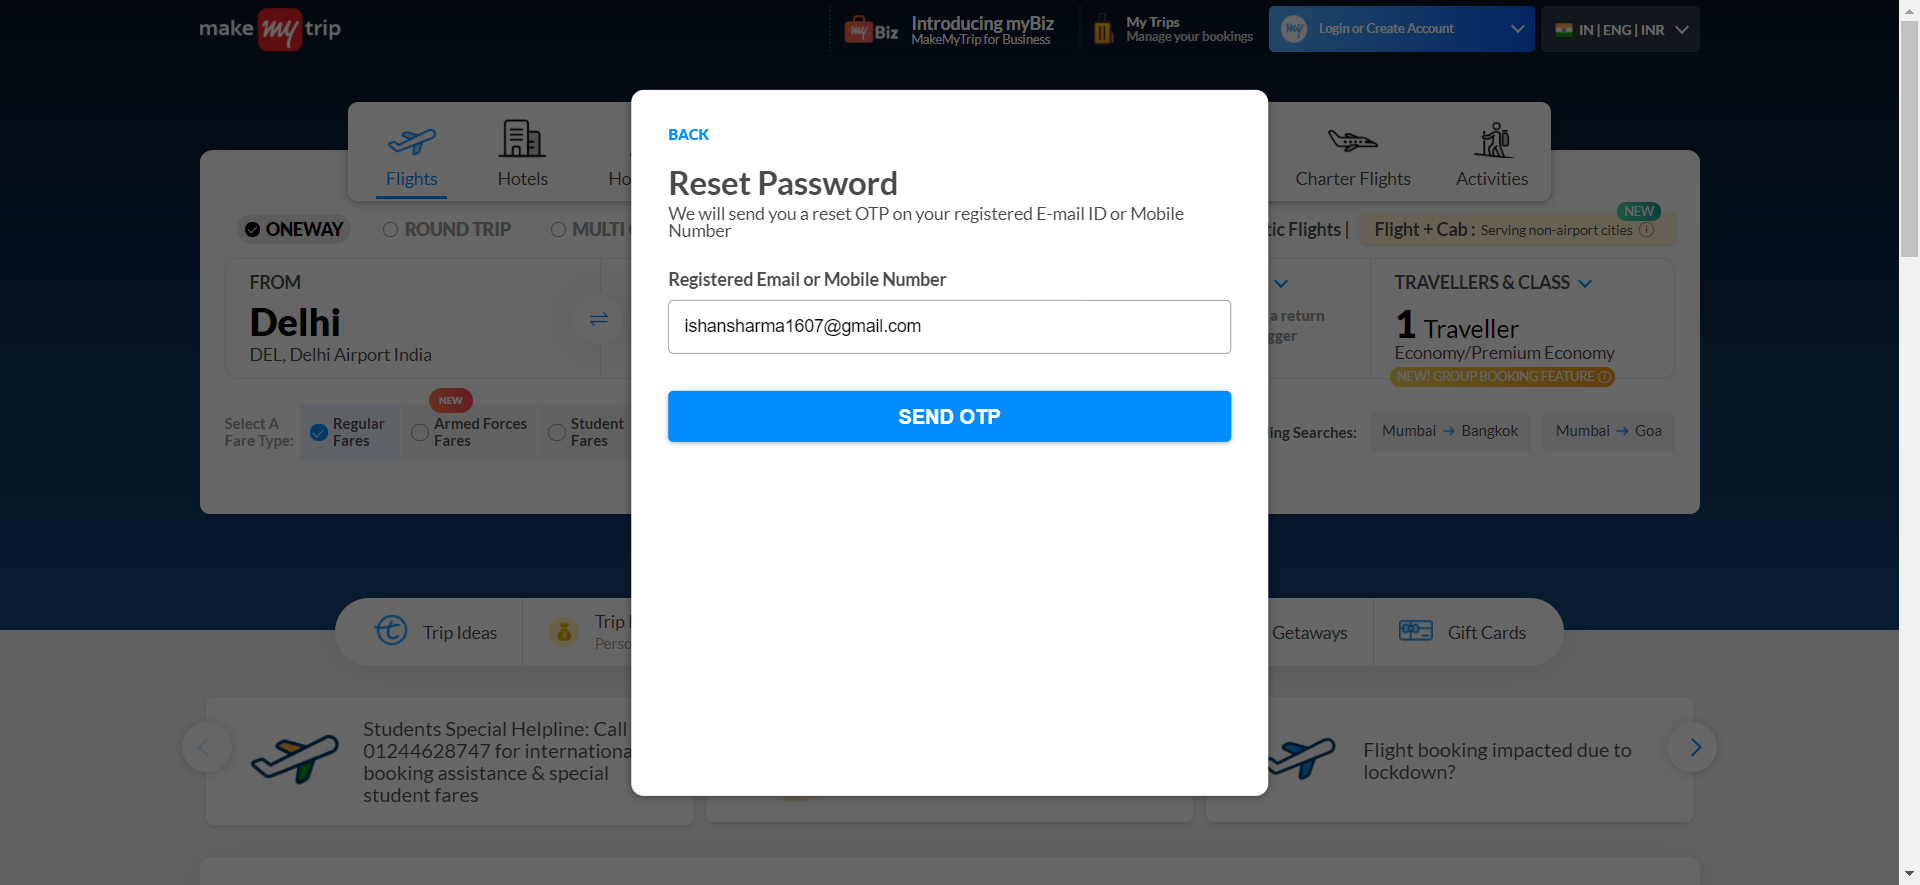 make my trip
Biz
Introducing myBiz
MakeMyTrip for Business
My Trips
Manage your bookings
my
Login or Create Account
IN | ENG | INR
Flights
Hotels
Ho
Charter Flights
Activities
ONEWAY
ROUND TRIP
MULTI
tic Flights |
NEW
Flight + Cab : Serving non-airport cities
FROM
Delhi
DEL, Delhi Airport India
a return
gger
TRAVELLERS & CLASS
1 Traveller
Economy/Premium Economy
NEW! GROUP BOOKING FEATURE
Select A
Fare Type:
Regular
Fares
NEW
Armed Forces
Fares
Student
Fares
ing Searches:
Mumbai → Bangkok
Mumbai → Goa
BACK
Reset Password
We will send you a reset OTP on your registered E-mail ID or Mobile
Number
Registered Email or Mobile Number
ishansharma1607@gmail.com
SEND OTP
Trip Ideas
Trip
Perso
Getaways
Gift Cards
Students Special Helpline: Call
01244628747 for internationa
booking assistance & special
student fares
Flight booking impacted due to
lockdown?